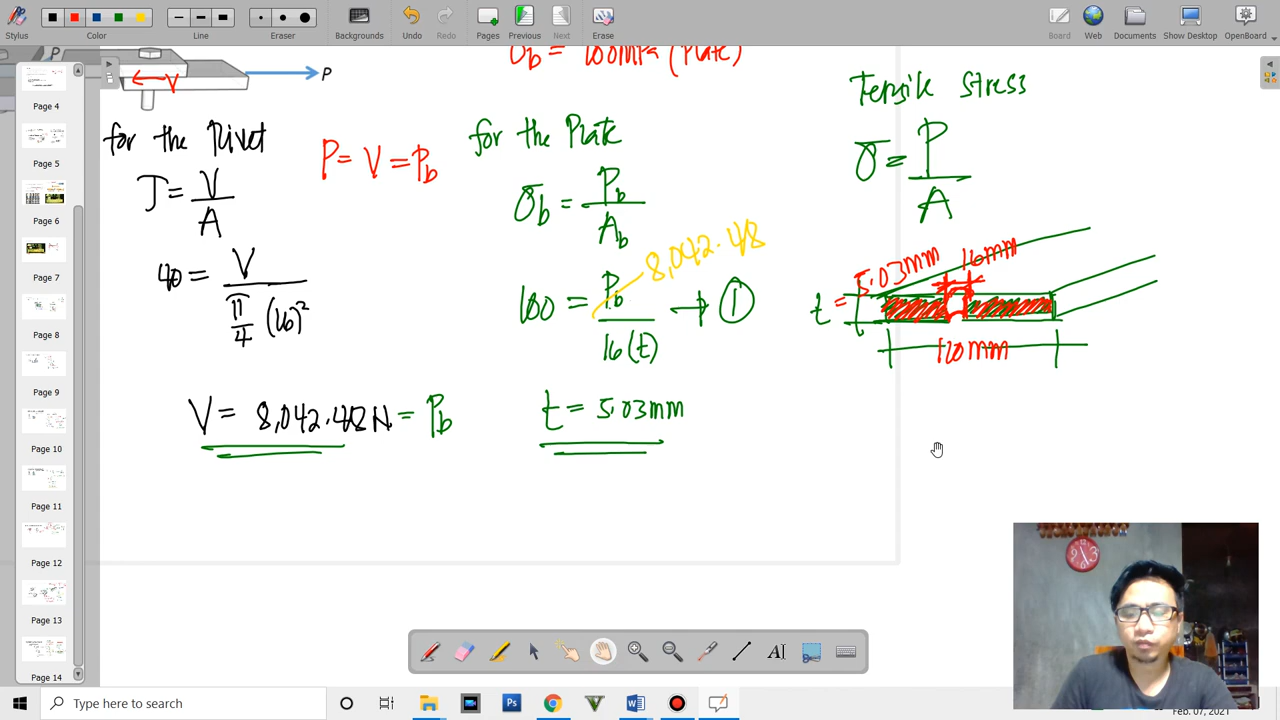 Stylus
Colors
Line
Eraser
Backgrounds
Undo
Redo
Pages
Previous
Next
Erase
Board
Web
Documents
Show Desktop
OpenBoard
Page 4
Page 5
Page 6
Page 7
Page 8
Page 9
Page 10
Page 11
Page 12
Page 13
Page 14
P
V
P
σb = 100mpa (Plate)
for the Rivet
τ = V/A
40 = V / (π/4 (16)²)
V = 8,042.48N = Pb
P = V = Pb
for the Plate
σb = Pb/Ab
8,042.48
100 = Pb / 16(t) → ①
t = 5.03mm
Tensile Stress
σ = P/A
t = 5.03mm
16mm
120mm
Type here to search
Feb. 07, 2021